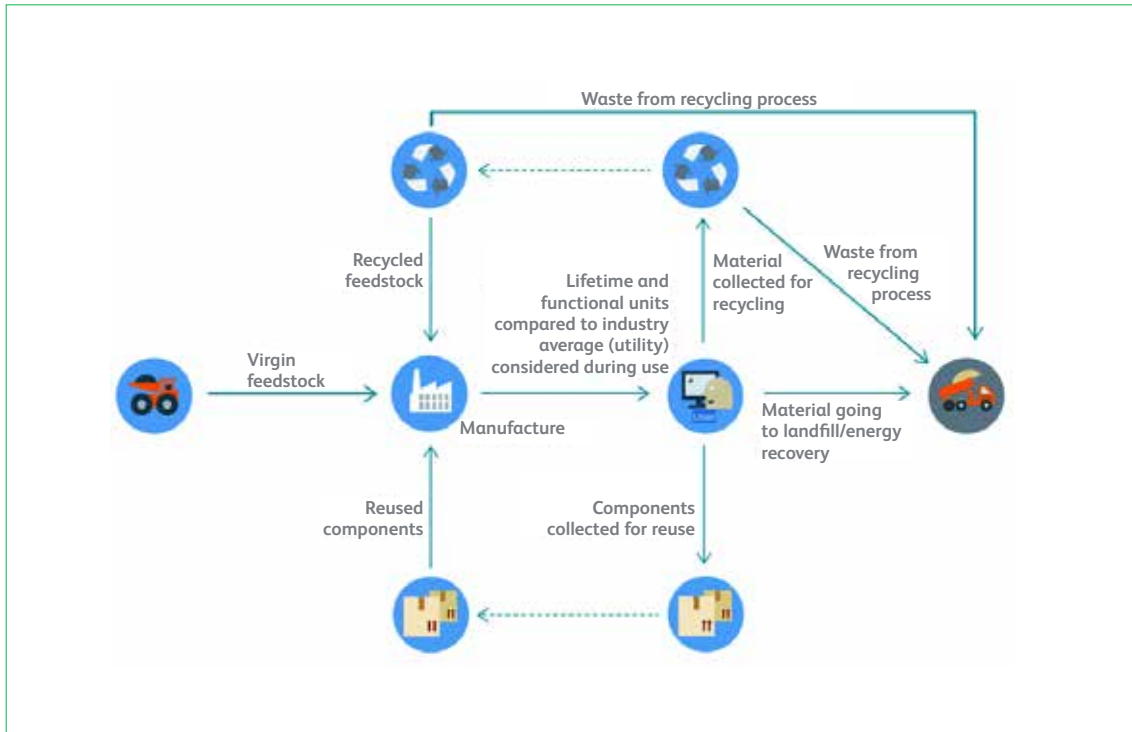 Waste from recycling process
Recycled
feedstock
Lifetime and
functional units
compared to industry
average (utility)
considered during use
Material
collected for
recycling
Waste from
recycling
process
Virgin
feedstock
Manufacture
User
Material going
to landfill/energy
recovery
Reused
components
Components
collected for reuse